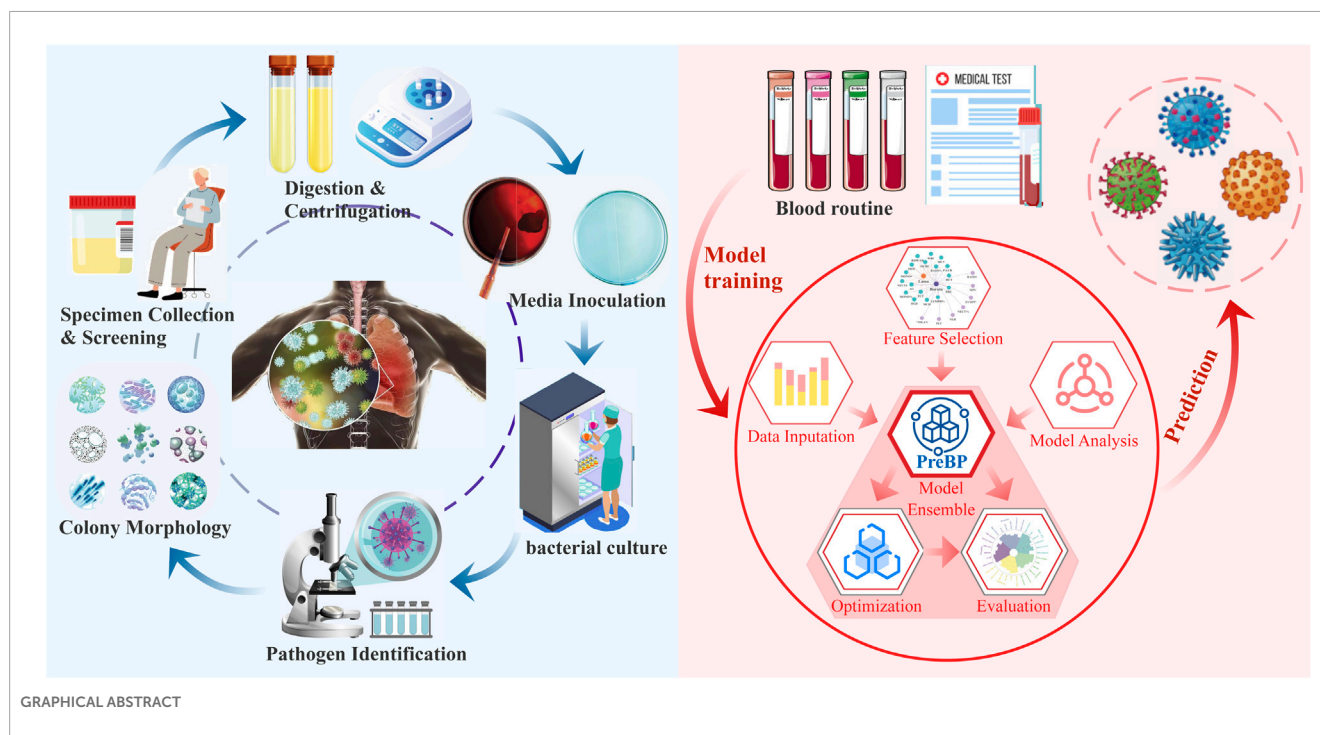 Digestion &
Centrifugation
Specimen Collection
& Screening
Media Inoculation
Colony Morphology
bacterial culture
Pathogen Identification
MEDICAL TEST
Blood routine
Model
training
Feature Selection
Data Inputation
Model Analysis
PreBP
Model
Ensemble
Optimization
Evaluation
Prediction
GRAPHICAL ABSTRACT